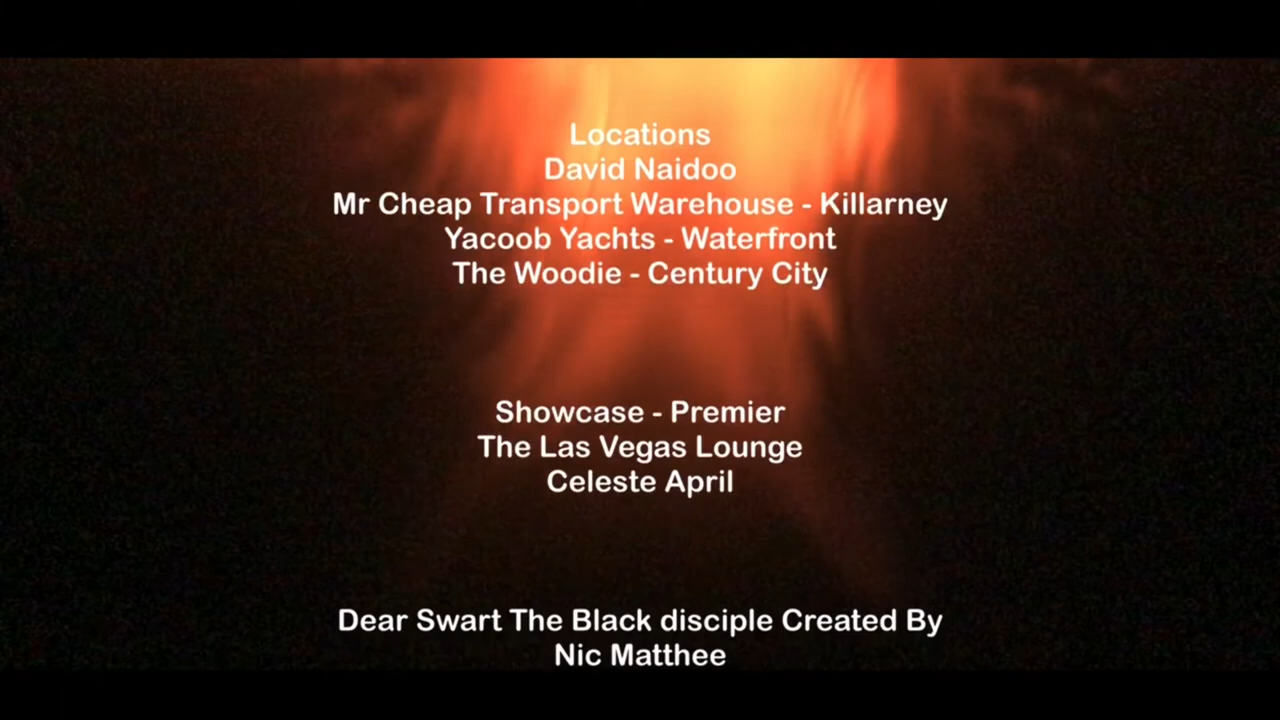 Locations
David Naidoo
Mr Cheap Transport Warehouse - Killarney
Yacoob Yachts - Waterfront
The Woodie - Century City
Showcase - Premier
The Las Vegas Lounge
Celeste April
Dear Swart The Black disciple Created By
Nic Matthee